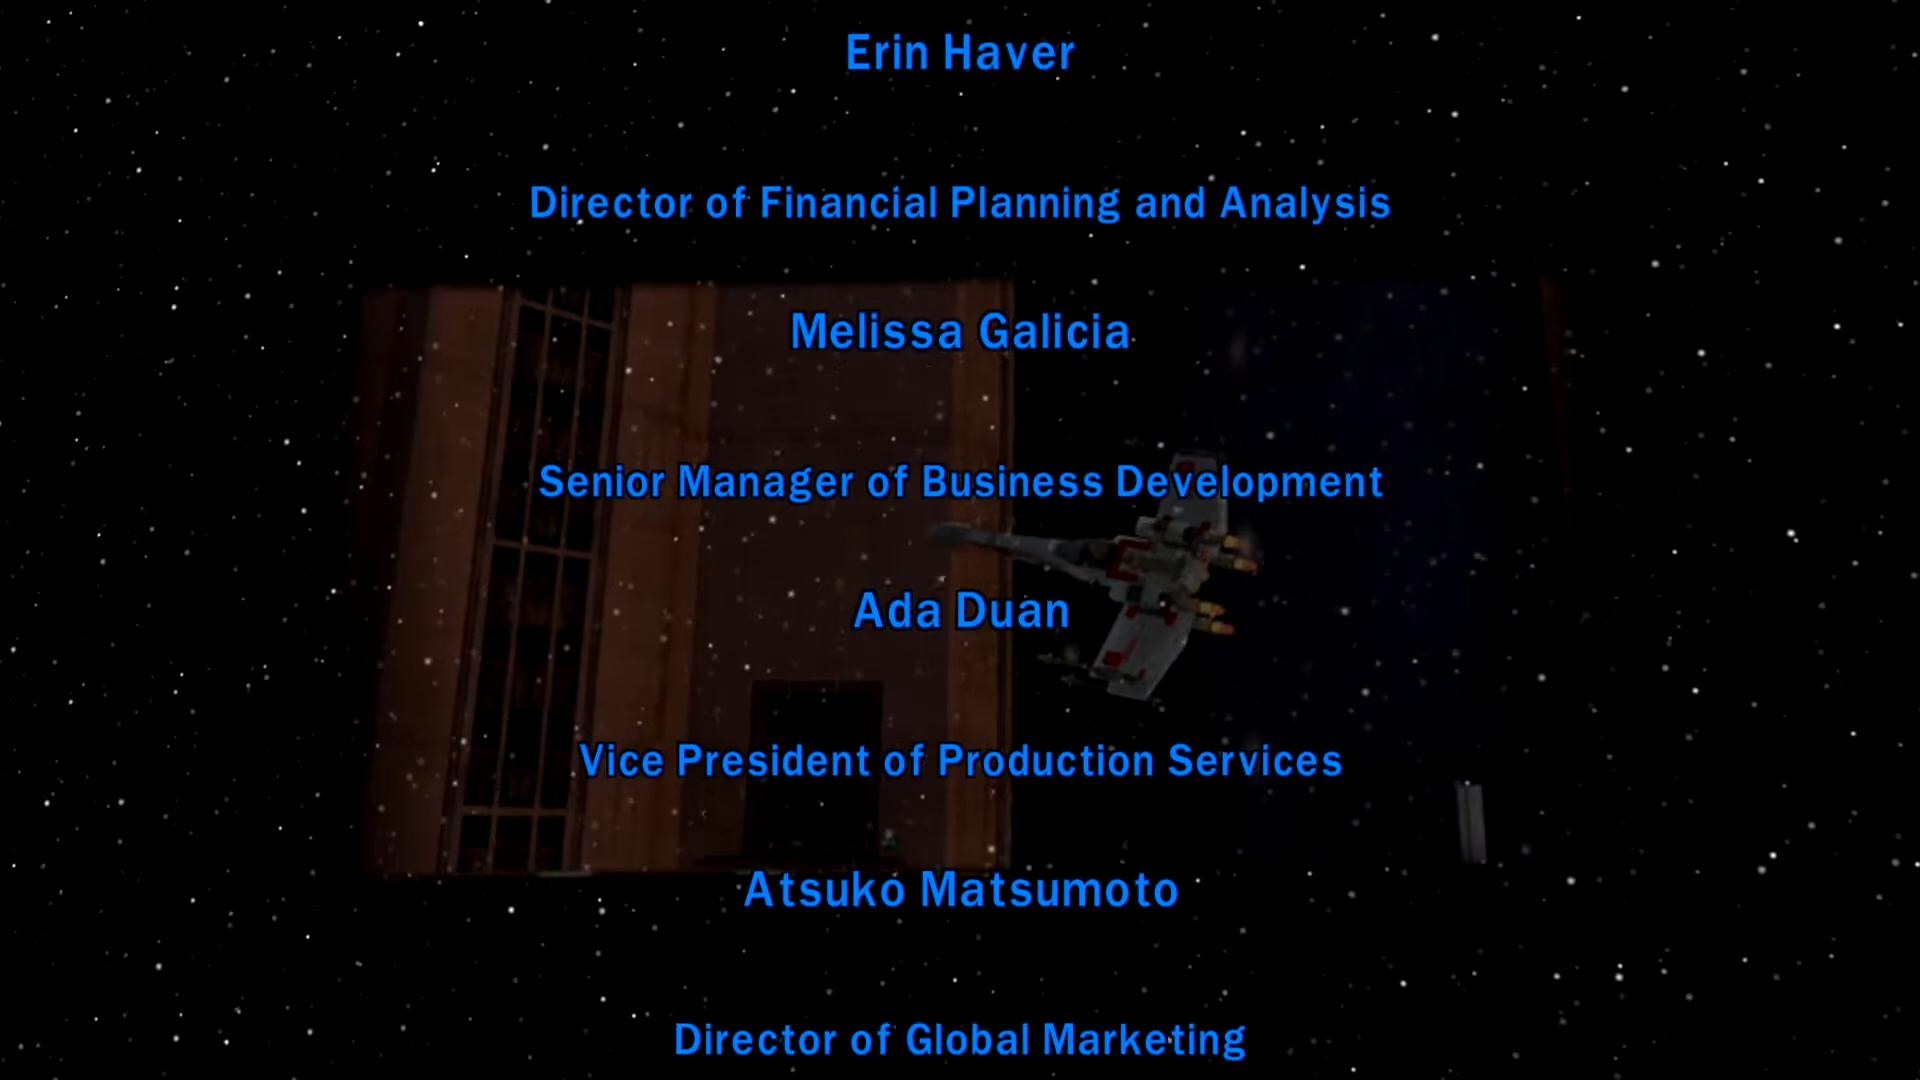 Erin Haver
Director of Financial Planning and Analysis
Melissa Galicia
Senior Manager of Business Development
Ada Duan
Vice President of Production Services
Atsuko Matsumoto
Director of Global Marketing